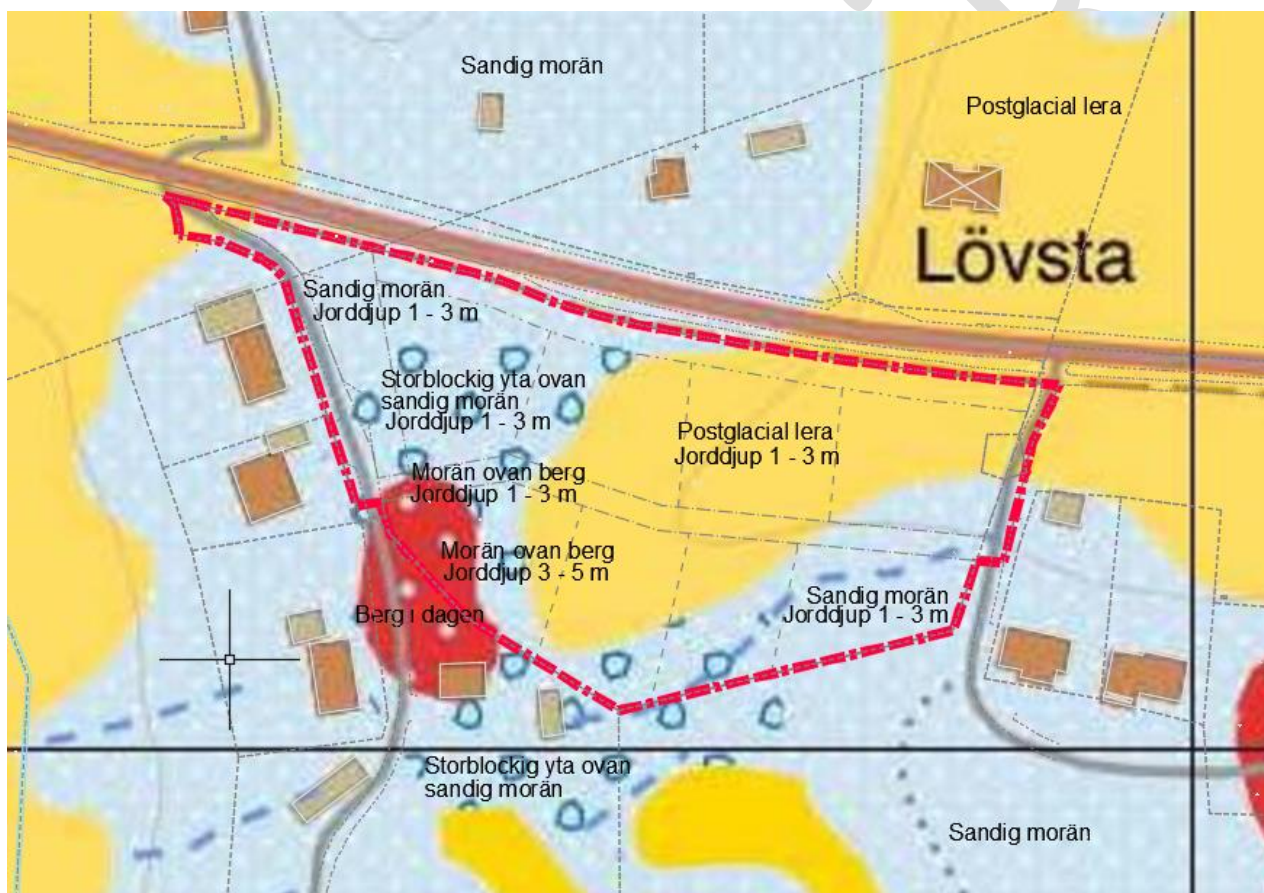 Sandig morän
Postglacial lera
Lövsta
Sandig morän
Jorddjup 1 - 3 m
Storblockig yta ovan
sandig morän
Jorddjup 1 - 3 m
Postglacial lera
Jorddjup 1 - 3 m
Morän ovan berg
Jorddjup 1 - 3 m
Morän ovan berg
Jorddjup 3 - 5 m
Sandig morän
Jorddjup 1 - 3 m
Berg i dagen
Storblockig yta ovan
sandig morän
Sandig morän